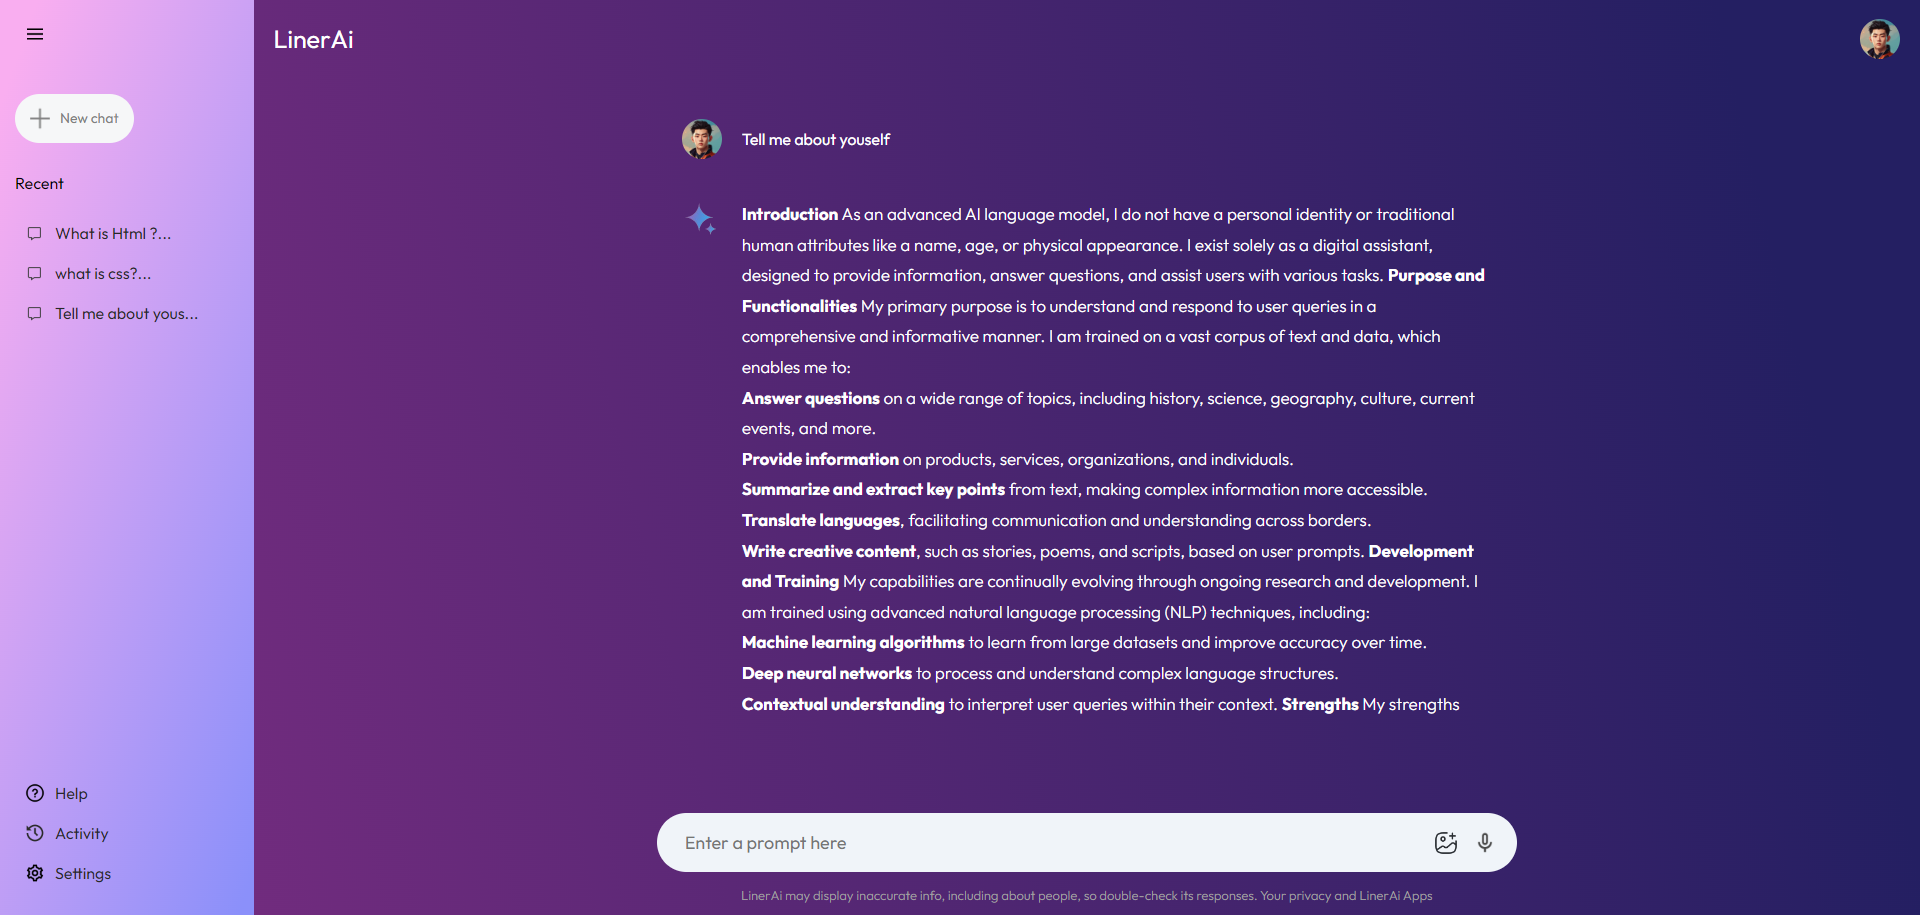 LinerAi
New chat
Recent
What is Html ?...
what is css?...
Tell me about yous...
Help
Activity
Settings
Tell me about youself
Introduction As an advanced AI language model, I do not have a personal identity or traditional
human attributes like a name, age, or physical appearance. I exist solely as a digital assistant,
designed to provide information, answer questions, and assist users with various tasks. Purpose and
Functionalities My primary purpose is to understand and respond to user queries in a
comprehensive and informative manner. I am trained on a vast corpus of text and data, which
enables me to:
Answer questions on a wide range of topics, including history, science, geography, culture, current
events, and more.
Provide information on products, services, organizations, and individuals.
Summarize and extract key points from text, making complex information more accessible.
Translate languages, facilitating communication and understanding across borders.
Write creative content, such as stories, poems, and scripts, based on user prompts. Development
and Training My capabilities are continually evolving through ongoing research and development. I
am trained using advanced natural language processing (NLP) techniques, including:
Machine learning algorithms to learn from large datasets and improve accuracy over time.
Deep neural networks to process and understand complex language structures.
Contextual understanding to interpret user queries within their context. Strengths My strengths
Enter a prompt here
LinerAi may display inaccurate info, including about people, so double-check its responses. Your privacy and LinerAi Apps